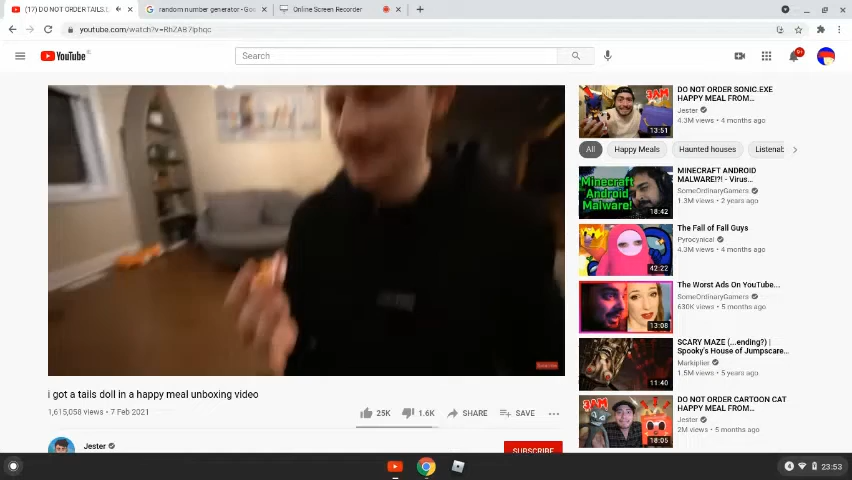 (17) DO NOT ORDER TAILS.
random number generator - Goo
Online Screen Recorder
youtube.com/watch?v=RhZAB7lphqc
YouTube
Search
9+
3AM
13:51
DO NOT ORDER SONIC.EXE
HAPPY MEAL FROM...
Jester
4.3M views • 4 months ago
All
Happy Meals
Haunted houses
Listenab
Minecraft
Android
Malware!
18:42
MINECRAFT ANDROID
MALWARE!?! - Virus...
SomeOrdinaryGamers
1.3M views • 2 years ago
42:22
The Fall of Fall Guys
Pyrocynical
4.3M views • 4 months ago
13:08
The Worst Ads On YouTube...
SomeOrdinaryGamers
630K views • 5 months ago
11:40
SCARY MAZE (...ending?) |
Spooky's House of Jumpscare...
Markiplier
1.5M views • 5 years ago
3AM
18:05
DO NOT ORDER CARTOON CAT
HAPPY MEAL FROM...
Jester
2M views • 5 months ago
i got a tails doll in a happy meal unboxing video
1,615,058 views • 7 Feb 2021
25K
1.6K
SHARE
SAVE
Jester
SUBSCRIBE
4
23:53